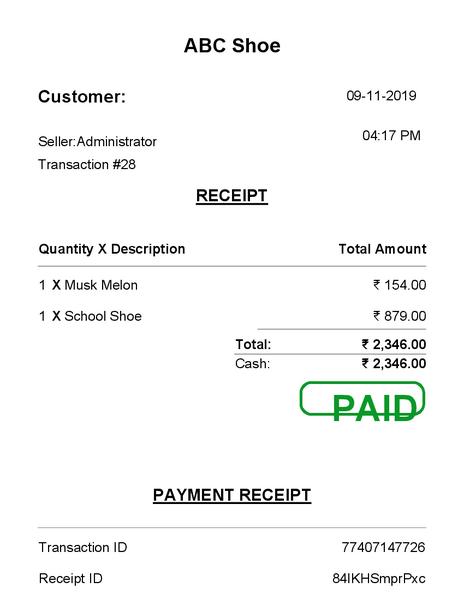 ABC Shoe
Customer: 09-11-2019
Seller:Administrator 04:17 PM
Transaction #28
RECEIPT
Quantity X Description Total Amount
1 X Musk Melon ₹ 154.00
1 X School Shoe ₹ 879.00
Total: ₹ 2,346.00
Cash: ₹ 2,346.00
PAID
PAYMENT RECEIPT
Transaction ID 77407147726
Receipt ID 84IKHSmprPxc